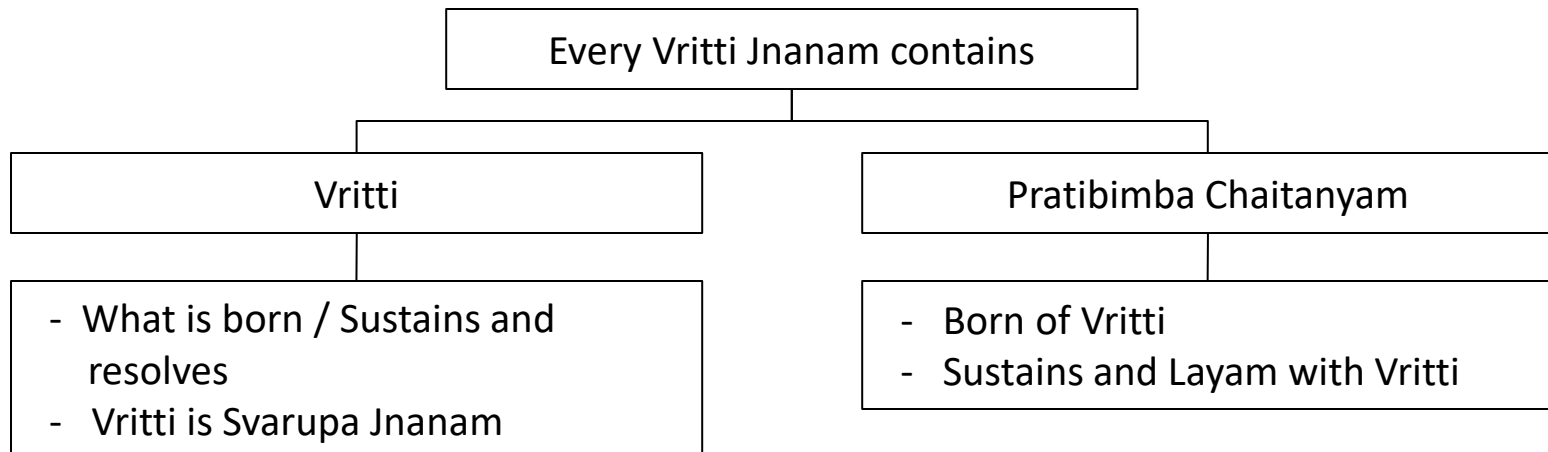 Every Vritti Jnanam contains
Vritti
Pratibimba Chaitanyam
- What is born / Sustains and
resolves
- Vritti is Svarupa Jnanam
- Born of Vritti
- Sustains and Layam with Vritti